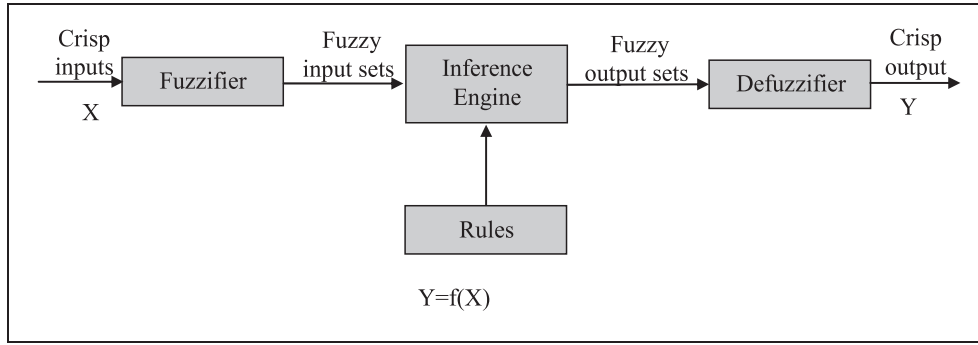 Crisp
inputs
X
Fuzzifier
Fuzzy
input sets
Inference
Engine
Fuzzy
output sets
Defuzzifier
Crisp
output
Y
Rules
Y=f(X)